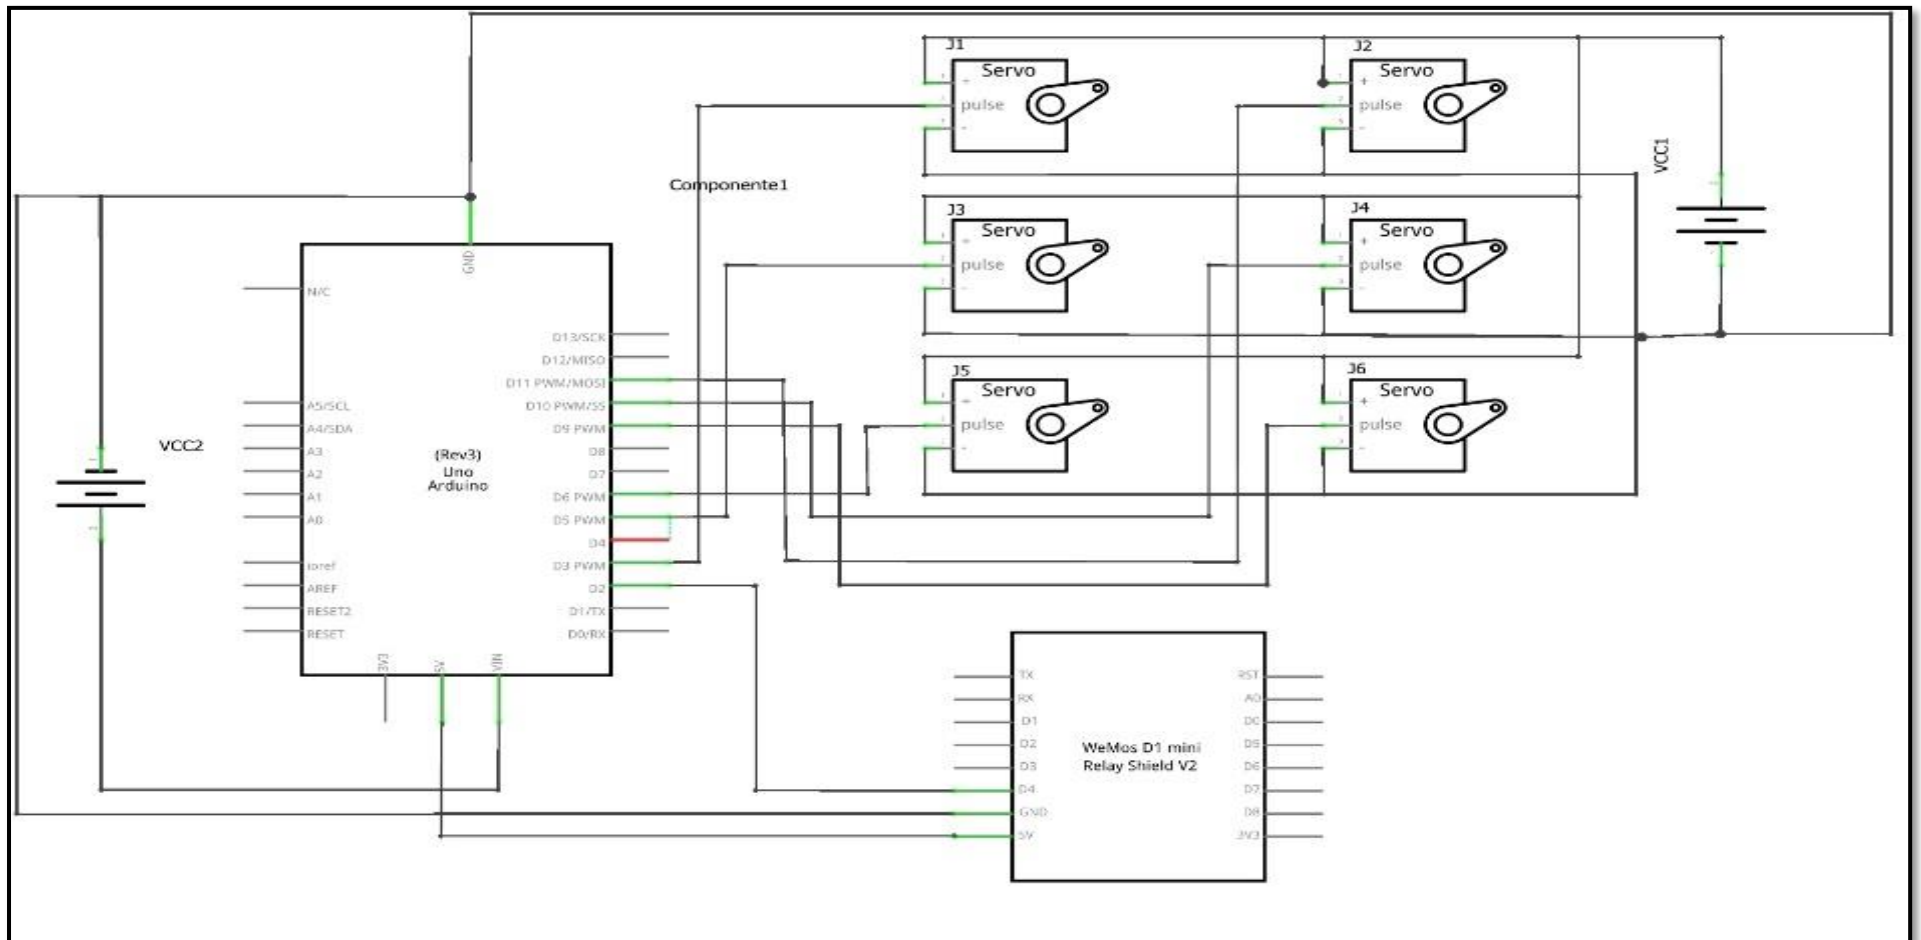 J1
Servo
+
pulse
-
J2
Servo
+
pulse
-
VCC1
Componente1
GND
N/C
J3
Servo
+
pulse
-
J4
Servo
+
pulse
-
D13/SCK
D12/MISO
D11 PWM/MOSI
D10 PWM/SS
D9 PWM
D8
D7
D6 PWM
D5 PWM
D4
D3 PWM
D2
D1/TX
D0/RX
J5
Servo
+
pulse
-
J6
Servo
+
pulse
-
A5/SCL
A4/SDA
A3
A2
A1
A0
ioref
AREF
RESET2
RESET
VCC2
(Rev3)
Uno
Arduino
3V3
5V
VIN
TX
RX
D1
D2
D3
D4
GND
5V
WeMos D1 mini
Relay Shield V2
RST
A0
D0
D5
D6
D7
D8
3V3